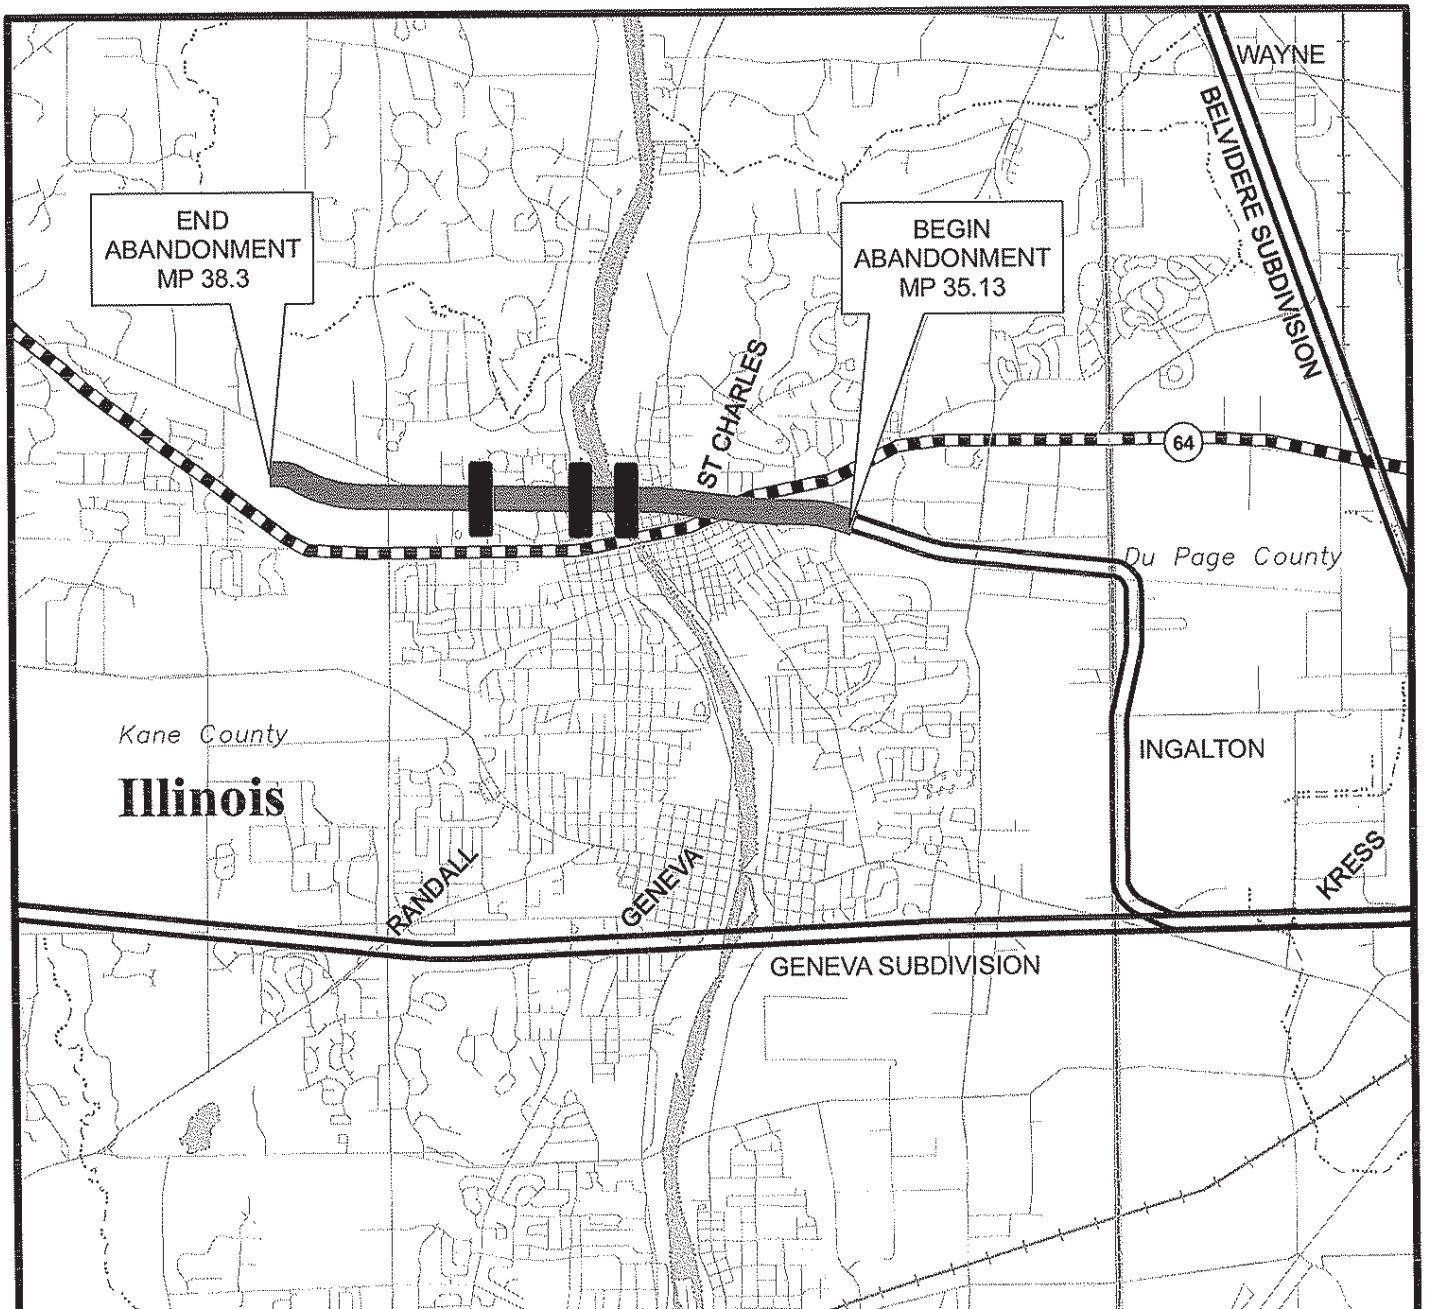 WAYNE
BELVIDERE SUBDIVISION
END
ABANDONMENT
MP 38.3
BEGIN
ABANDONMENT
MP 35.13
ST CHARLES
64
Du Page County
Kane County
INGALTON
Illinois
RANDALL
GENEVA
KRESS
GENEVA SUBDIVISION